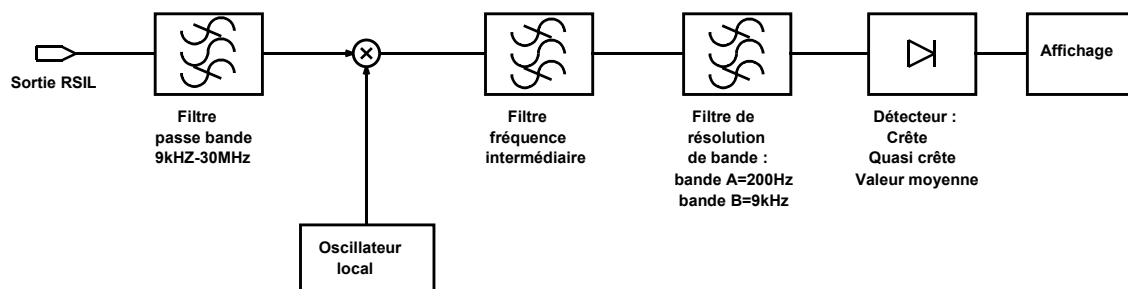 Sortie RSIL
Filtre
passe bande
9kHZ-30MHz
Oscillateur
local
Filtre
fréquence
intermédiaire
Filtre de
résolution
de bande :
bande A=200Hz
bande B=9kHz
Détecteur :
Crête
Quasi crête
Valeur moyenne
Affichage